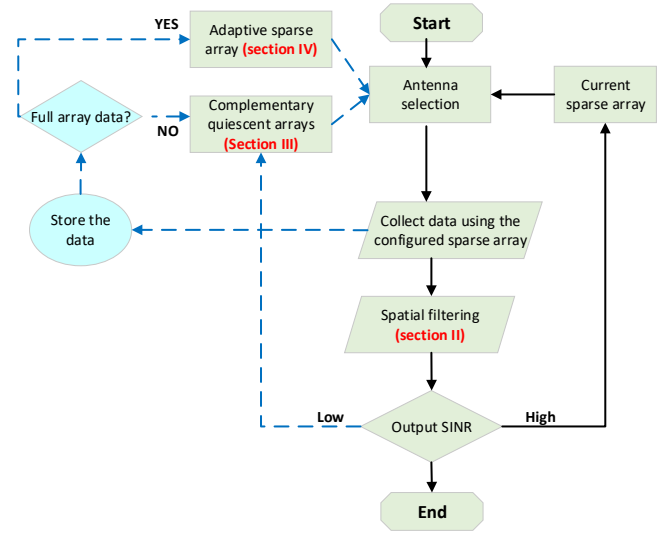 Start
YES
Adaptive sparse
array (section IV)
Antenna
selection
Current
sparse array
Full array data?
NO
Complementary
quiescent arrays
(Section III)
Store the
data
Collect data using the
configured sparse array
Spatial filtering
(section II)
Low
Output SINR
High
End